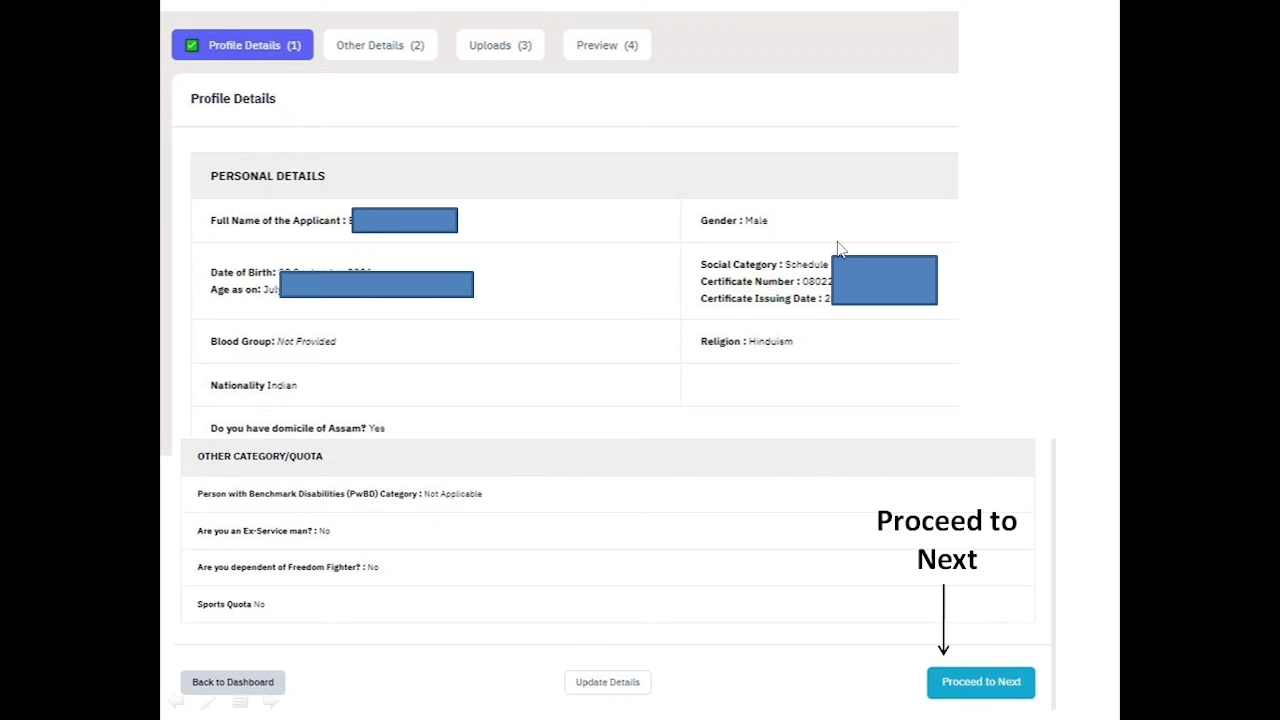 Profile Details (1)
Other Details (2)
Uploads (3)
Preview (4)
Profile Details
PERSONAL DETAILS
Full Name of the Applicant :
Gender : Male
Date of Birth:
Age as on: July
Social Category : Schedule
Certificate Number : 08022
Certificate Issuing Date : 2
Blood Group: Not Provided
Religion : Hinduism
Nationality Indian
Do you have domicile of Assam? Yes
OTHER CATEGORY/QUOTA
Person with Benchmark Disabilities (PwBD) Category : Not Applicable
Are you an Ex-Service man? : No
Are you dependent of Freedom Fighter? : No
Sports Quota No
Proceed to
Next
Back to Dashboard
Update Details
Proceed to Next